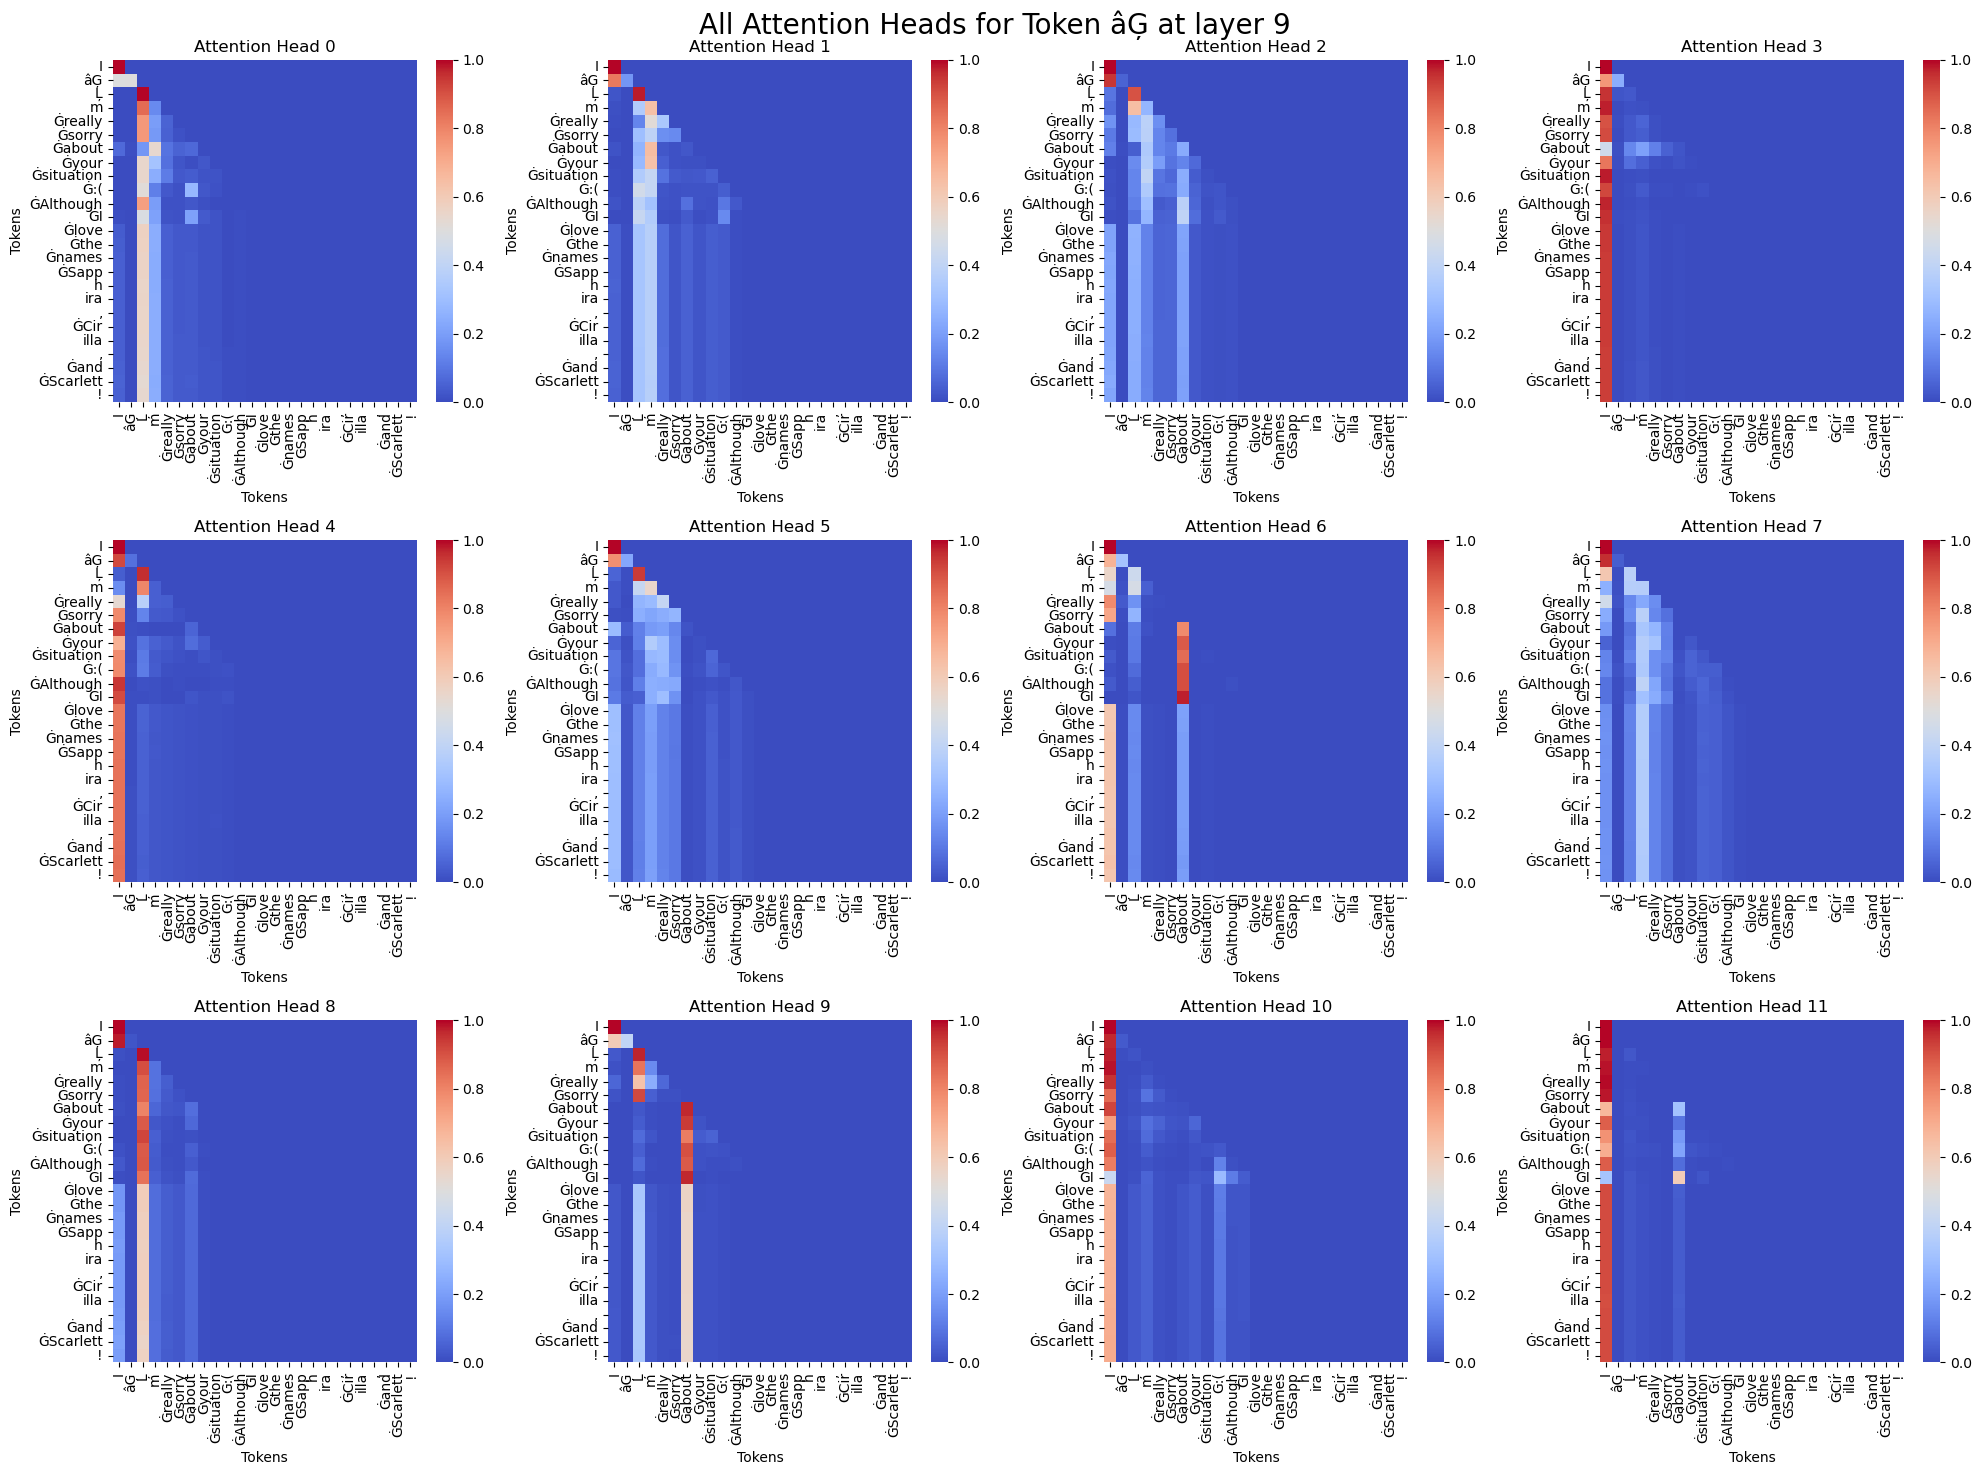 All Attention Heads for Token âĢ at layer 9
Attention Head 0
Attention Head 1
Attention Head 2
Attention Head 3
I
âĢ
Ļ
m
Ġreally
Ġsorry
Ġabout
Ġyour
Ġsituation
Ġ:(
ĠAlthough
ĠI
Ġlove
Ġthe
Ġnames
ĠSapp
h
ira
,
ĠCir
illa
,
Ġand
ĠScarlett
!
Tokens
Tokens
1.0
0.8
0.6
0.4
0.2
0.0
Attention Head 4
Attention Head 5
Attention Head 6
Attention Head 7
Attention Head 8
Attention Head 9
Attention Head 10
Attention Head 11